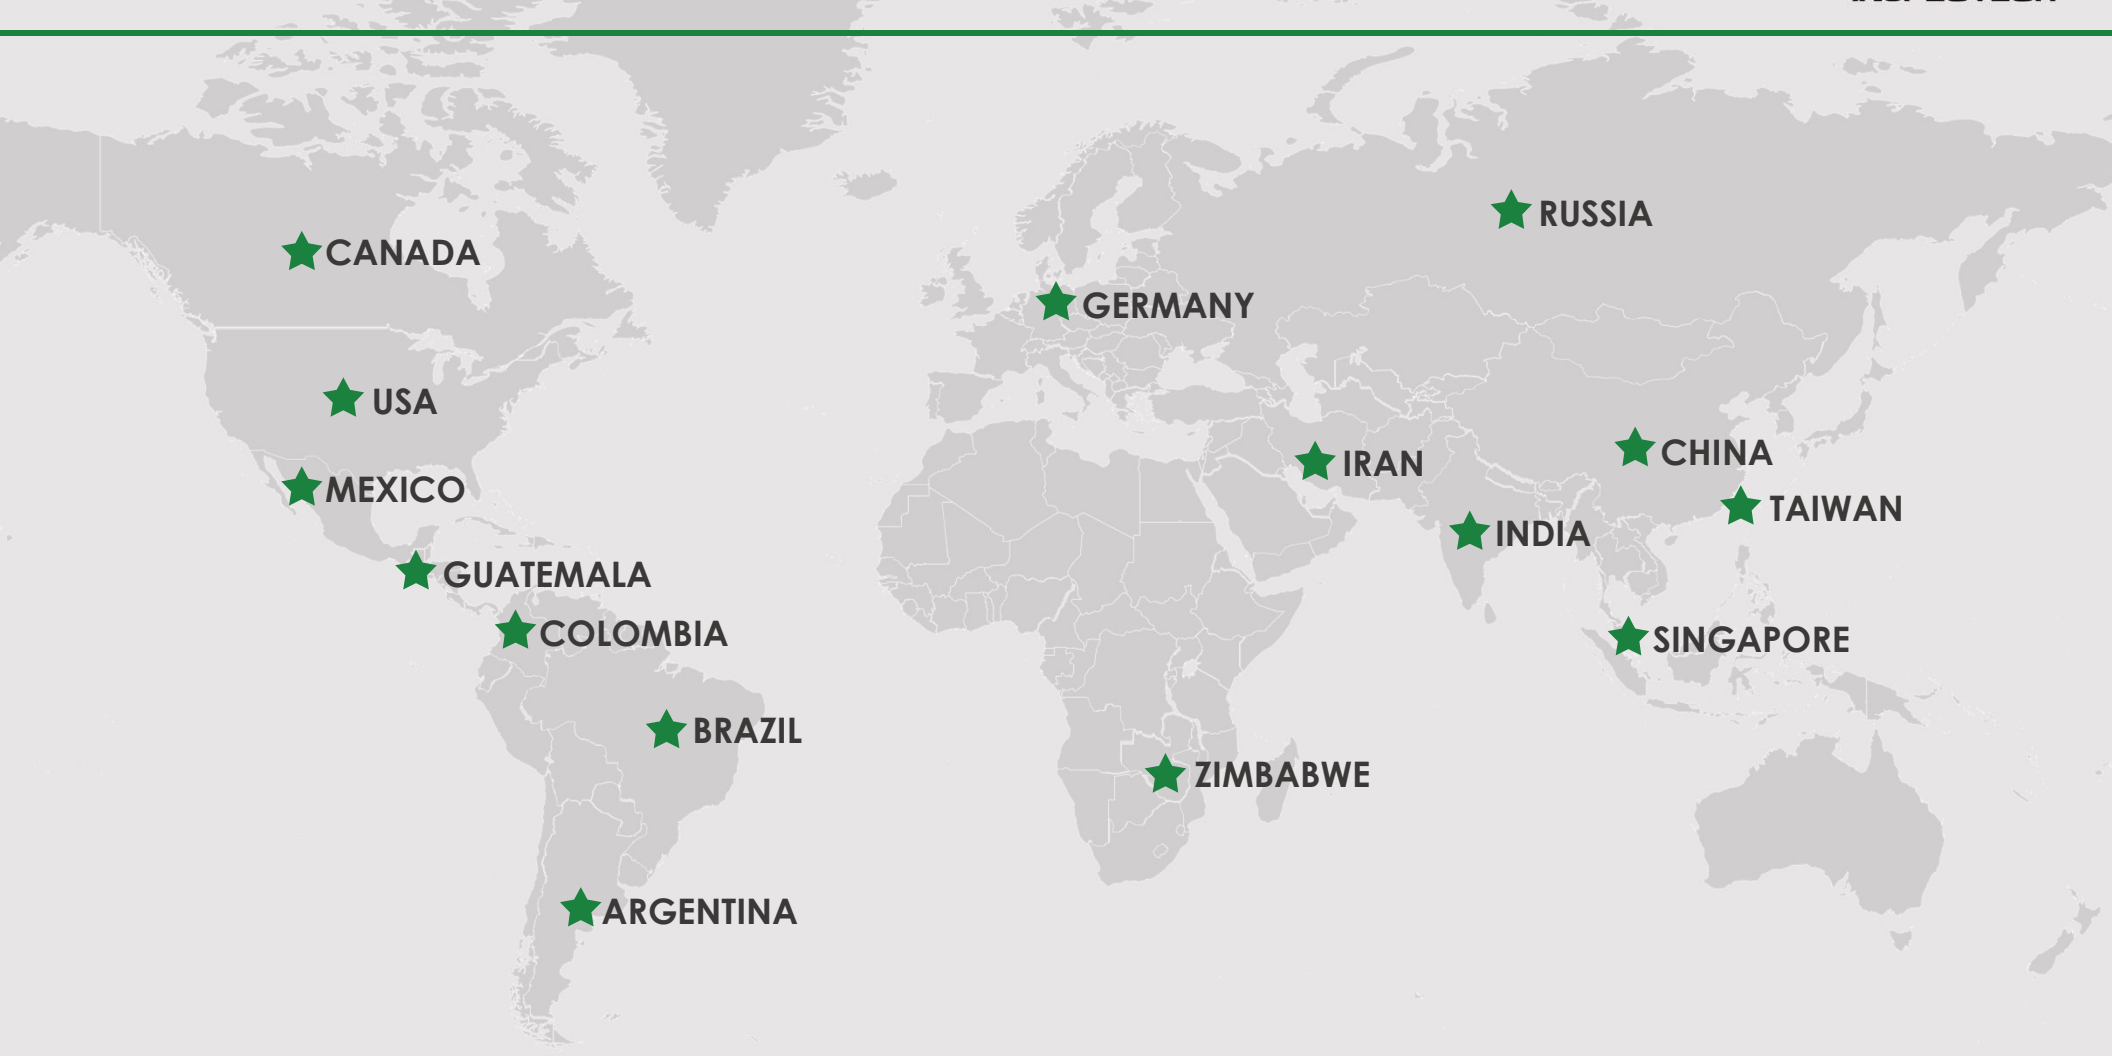 RUSSIA
CANADA
GERMANY
USA
CHINA
IRAN
MEXICO
TAIWAN
INDIA
GUATEMALA
COLOMBIA
SINGAPORE
BRAZIL
ZIMBABWE
ARGENTINA